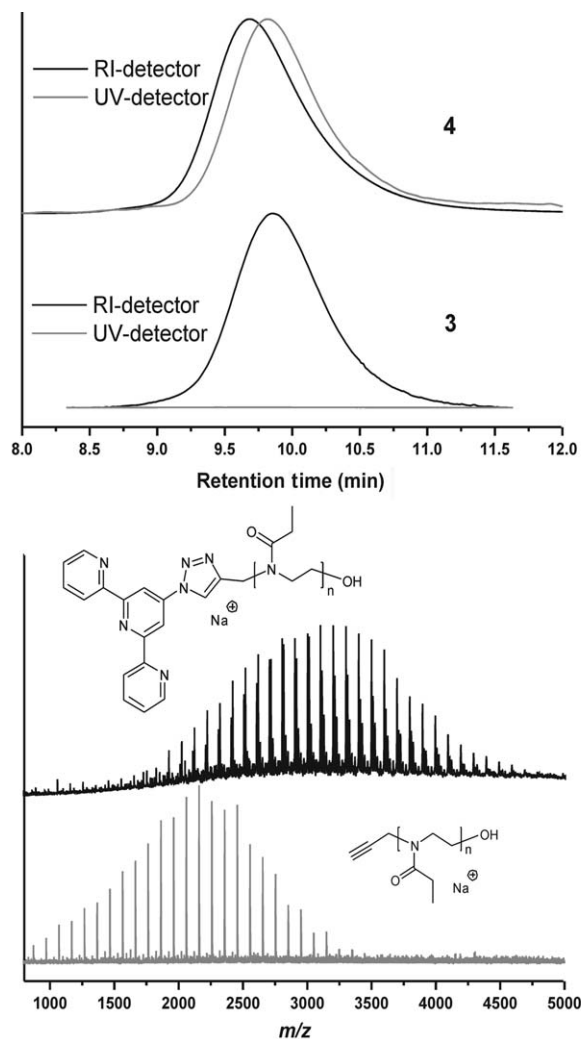 RI-detector
UV-detector
4
RI-detector
UV-detector
3
8.0 8.5 9.0 9.5 10.0 10.5 11.0 11.5 12.0
Retention time (min)
O
N N N
N
N
N
N
N
n
OH
Na⊕
OH
N
n
O
Na⊕
1000 1500 2000 2500 3000 3500 4000 4500 5000
m/z